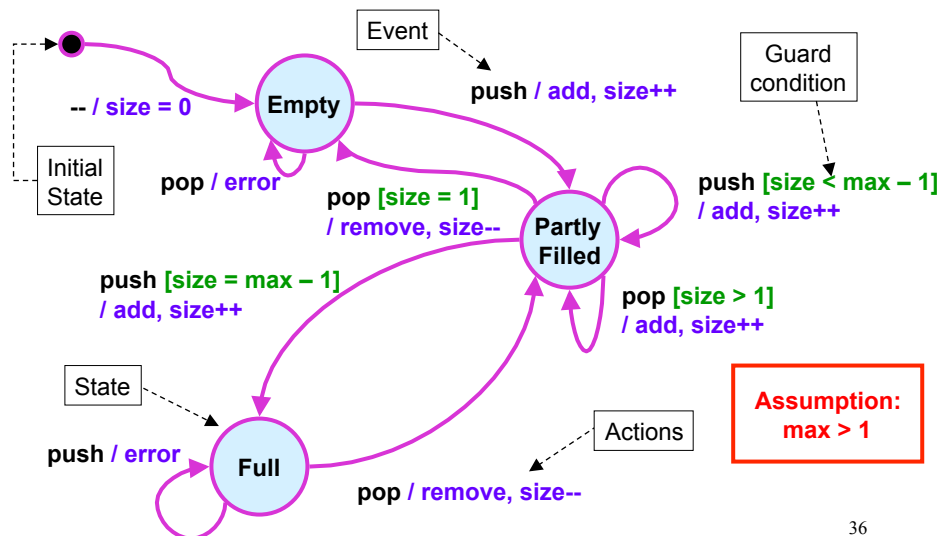 Event
Guard
condition
-- / size = 0
Empty
push / add, size++
Initial
State
pop / error
pop [size = 1]
/ remove, size--
push [size < max – 1]
/ add, size++
Partly
Filled
push [size = max – 1]
/ add, size++
pop [size > 1]
/ add, size++
State
Assumption:
max > 1
Actions
push / error
Full
pop / remove, size--
36